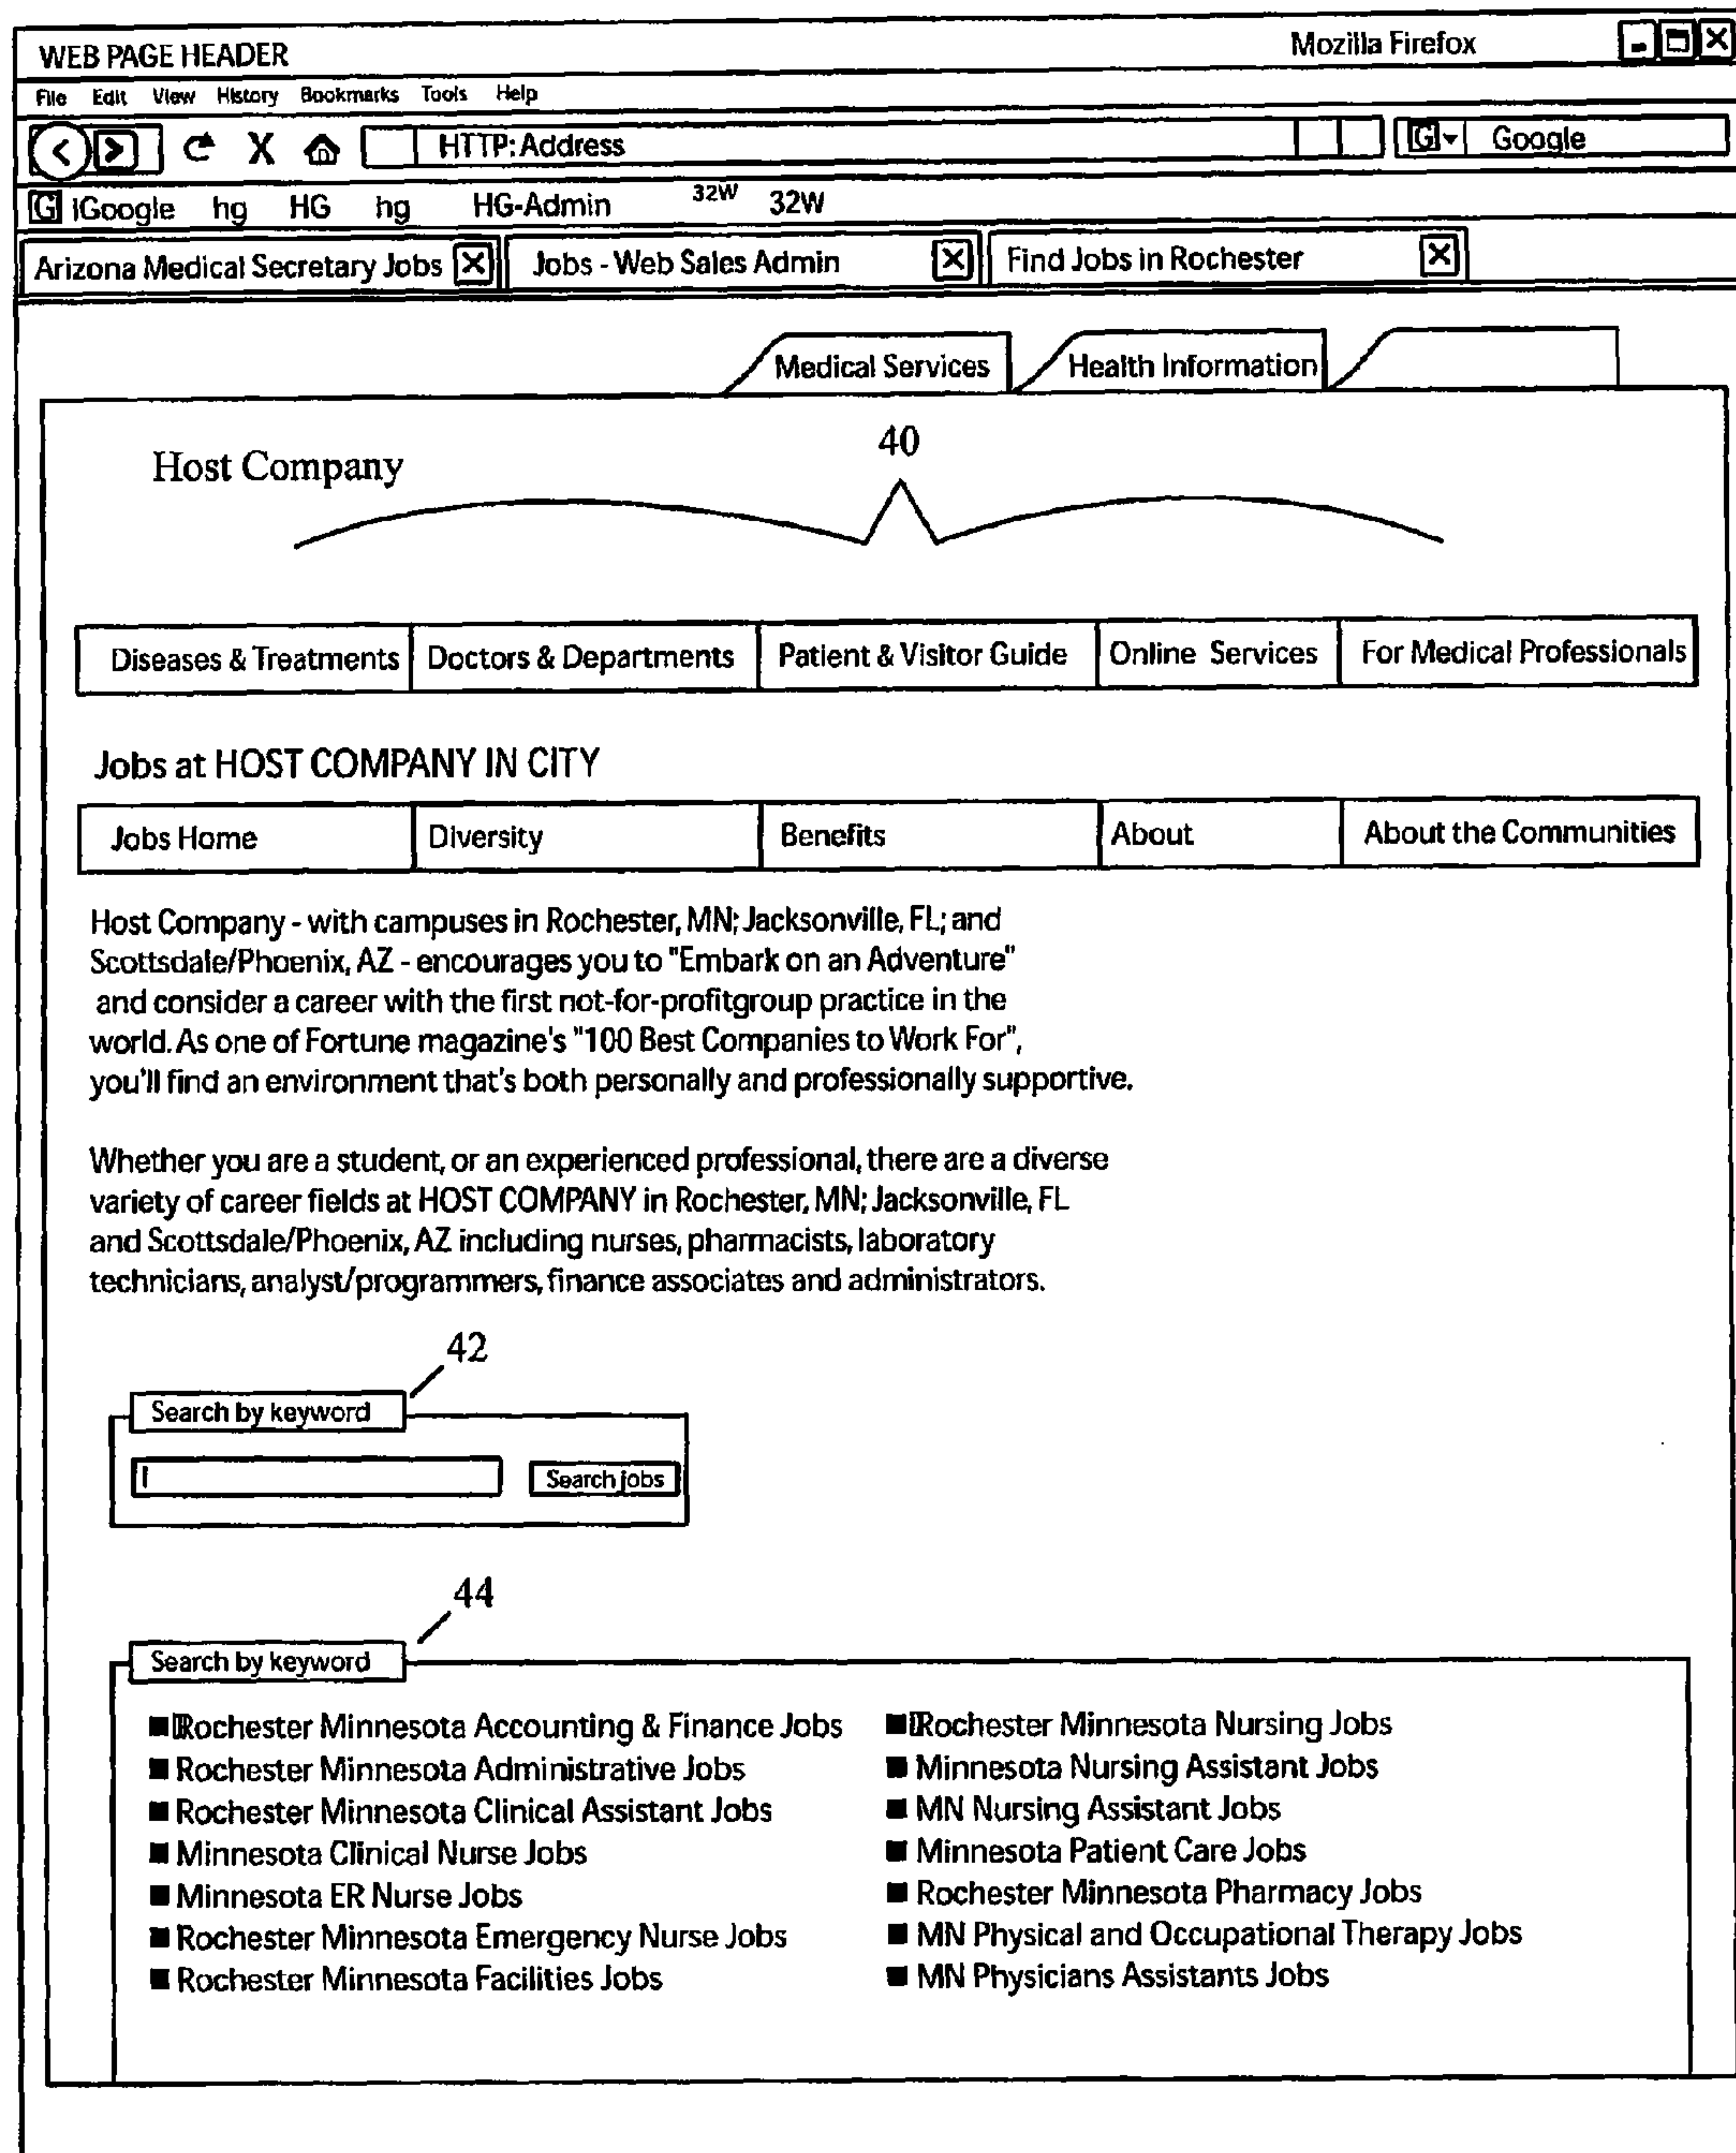 WEB PAGE HEADER Mozilla Firefox
File Edit View History Bookmarks Tools Help
HTTP: Address G Google
G IGoogle hg HG hg HG-Admin 32W 32W
Arizona Medical Secretary Jobs Jobs - Web Sales Admin Find Jobs in Rochester
Medical Services Health Information
Host Company
40
Diseases & Treatments Doctors & Departments Patient & Visitor Guide Online Services For Medical Professionals
Jobs at HOST COMPANY IN CITY
Jobs Home Diversity Benefits About About the Communities
Host Company - with campuses in Rochester, MN; Jacksonville, FL; and
Scottsdale/Phoenix, AZ - encourages you to "Embark on an Adventure"
and consider a career with the first not-for-profitgroup practice in the
world. As one of Fortune magazine's "100 Best Companies to Work For",
you'll find an environment that's both personally and professionally supportive.
Whether you are a student, or an experienced professional, there are a diverse
variety of career fields at HOST COMPANY in Rochester, MN; Jacksonville, FL
and Scottsdale/Phoenix, AZ including nurses, pharmacists, laboratory
technicians, analyst/programmers, finance associates and administrators.
42
Search by keyword
Search jobs
44
Search by keyword
Rochester Minnesota Accounting & Finance Jobs
Rochester Minnesota Administrative Jobs
Rochester Minnesota Clinical Assistant Jobs
Minnesota Clinical Nurse Jobs
Minnesota ER Nurse Jobs
Rochester Minnesota Emergency Nurse Jobs
Rochester Minnesota Facilities Jobs
Rochester Minnesota Nursing Jobs
Minnesota Nursing Assistant Jobs
MN Nursing Assistant Jobs
Minnesota Patient Care Jobs
Rochester Minnesota Pharmacy Jobs
MN Physical and Occupational Therapy Jobs
MN Physicians Assistants Jobs